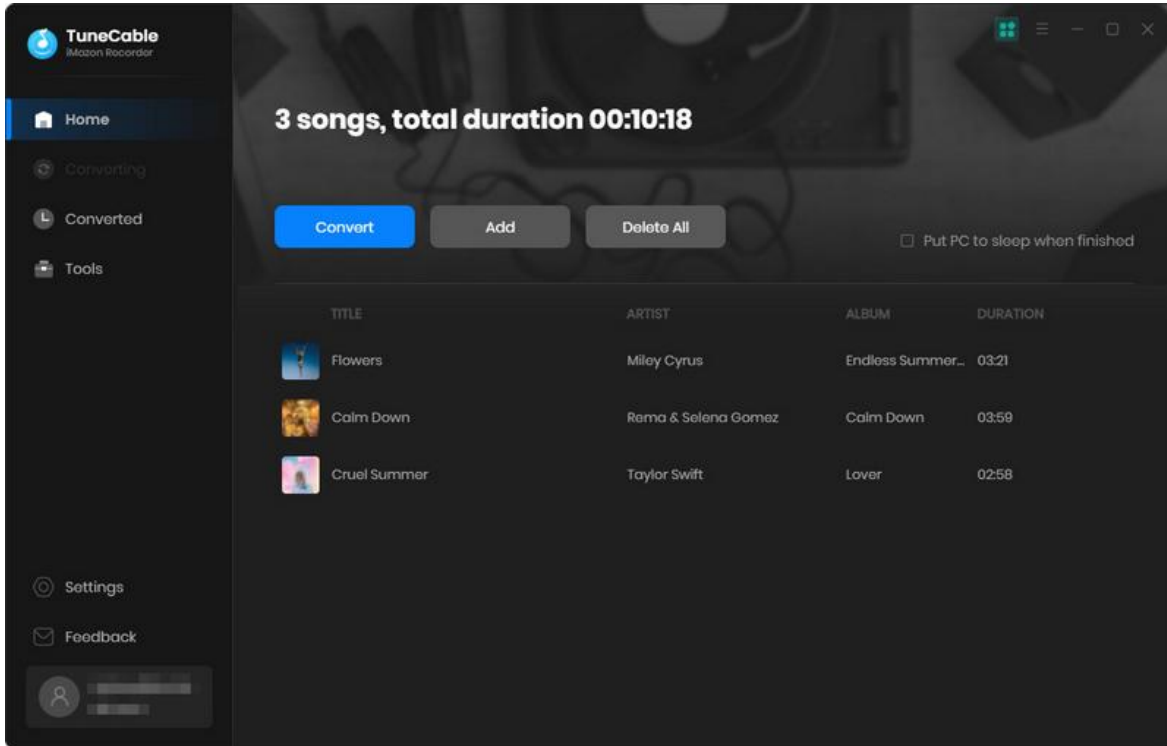 TuneCable
iMazon Recorder
Home
Converting
Converted
Tools
Settings
Feedback
3 songs, total duration 00:10:18
Convert Add Delete All
Put PC to sleep when finished
TITLE ARTIST ALBUM DURATION
Flowers Miley Cyrus Endless Summer... 03:21
Calm Down Rema & Selena Gomez Calm Down 03:59
Cruel Summer Taylor Swift Lover 02:58